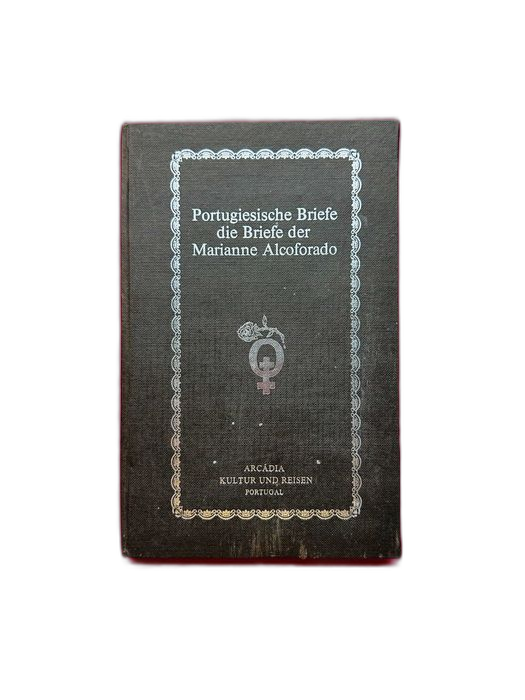 Portugiesische Briefe
die Briefe der
Marianne Alcoforado
ARCÁDIA
KULTUR UND REISEN
PORTUGAL